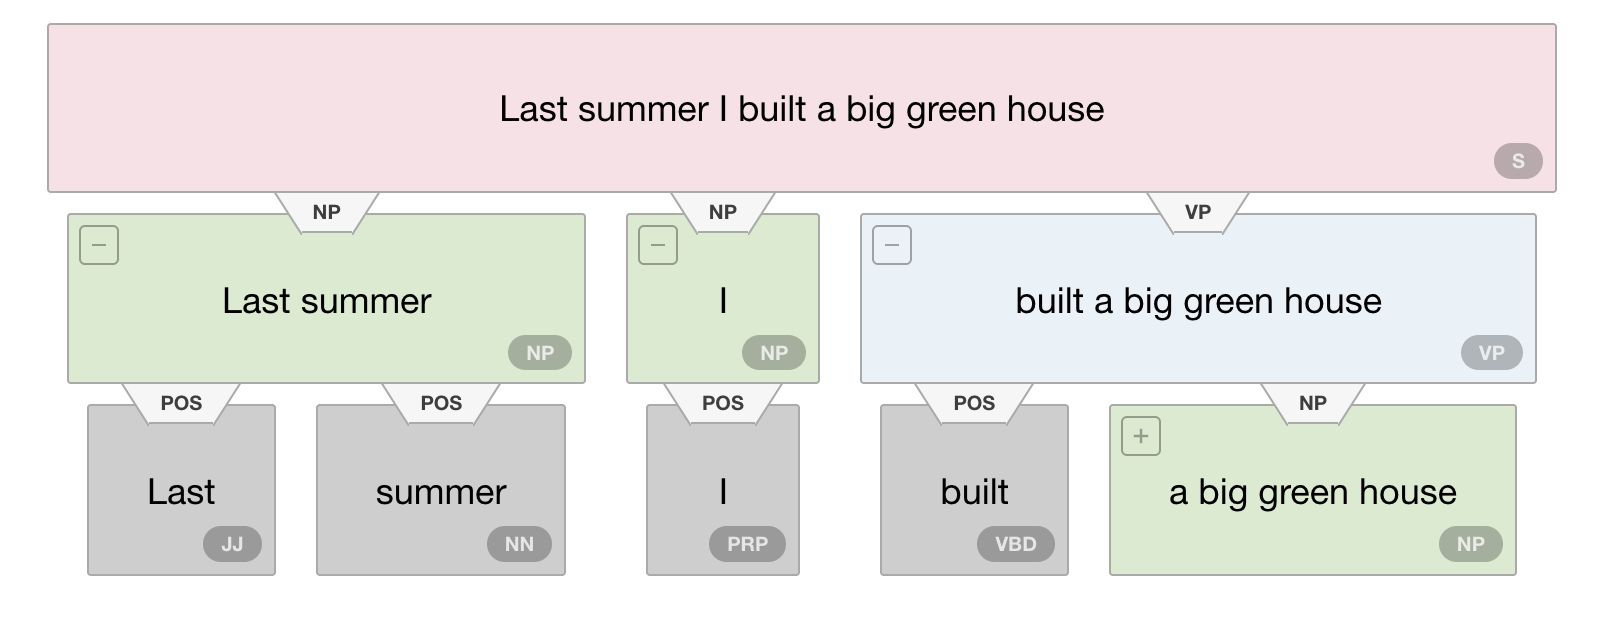 Last summer I built a big green house
S
NP NP VP
− − −
Last summer I built a big green house
NP NP VP
POS POS POS POS NP
+
Last summer I built a big green house
JJ NN PRP VBD NP